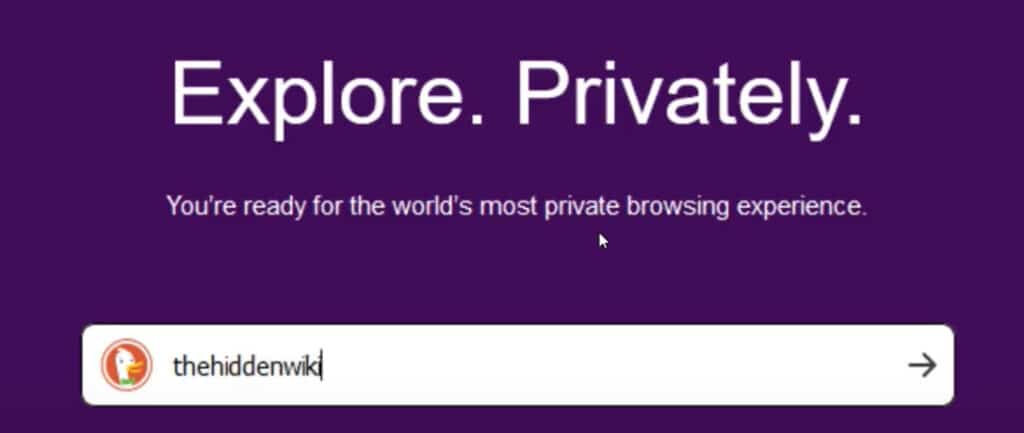 Explore. Privately.
You're ready for the world's most private browsing experience.
thehiddenwiki